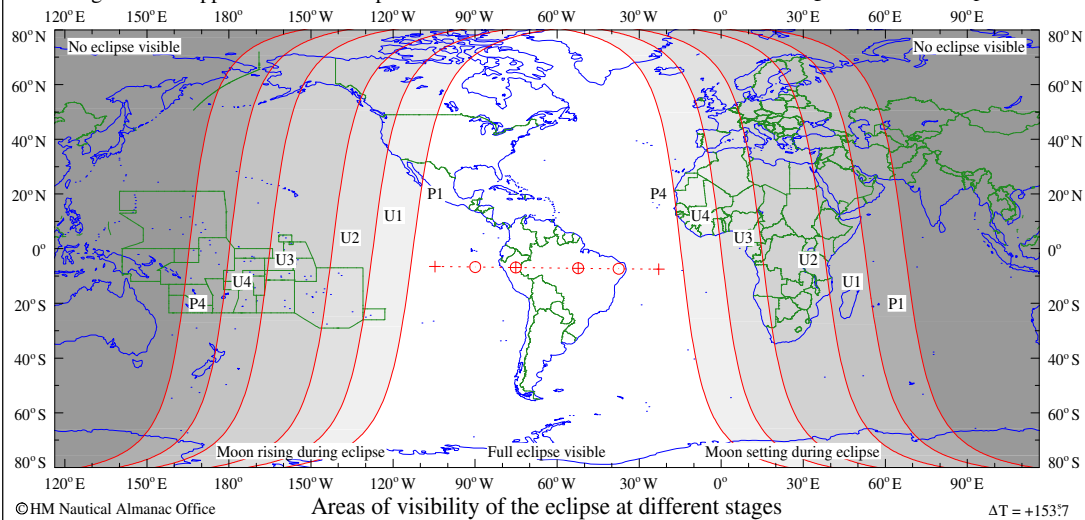 120° E 150° E 180° W 150° W 120° W 90° W 60° W 30° W 0° E 30° E 60° E 90° E
80° N No eclipse visible No eclipse visible 80° N
60° N 60° N
40° N 40° N
20° N P1 P4 20° N
U1 U4
U2 U3
0° U3 U2 0°
U4 U1
20° S P4 P1 20° S
40° S 40° S
60° S 60° S
Moon rising during eclipse Full eclipse visible Moon setting during eclipse
80° S 80° S
120° E 150° E 180° W 150° W 120° W 90° W 60° W 30° W 0° E 30° E 60° E 90° E
©HM Nautical Almanac Office Areas of visibility of the eclipse at different stages ΔT = +153ˢ.7